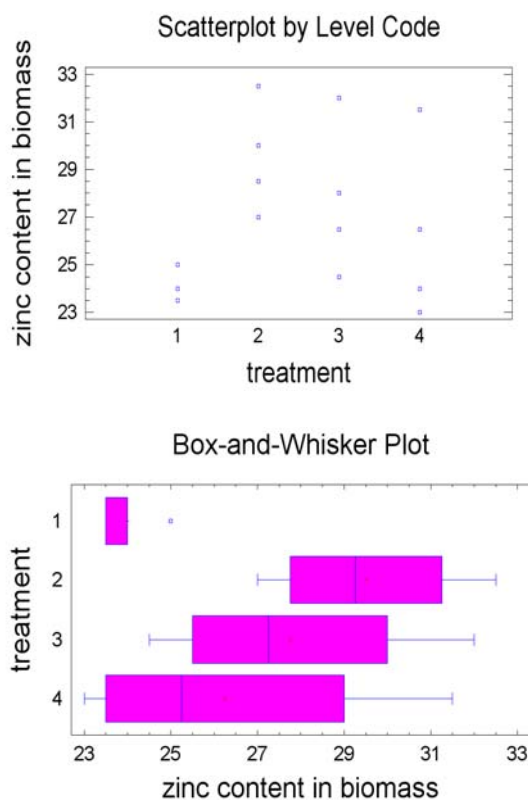 Scatterplot by Level Code
zinc content in biomass
33
31
29
27
25
23
1 2 3 4
treatment
Box-and-Whisker Plot
treatment
1
2
3
4
23 25 27 29 31 33
zinc content in biomass